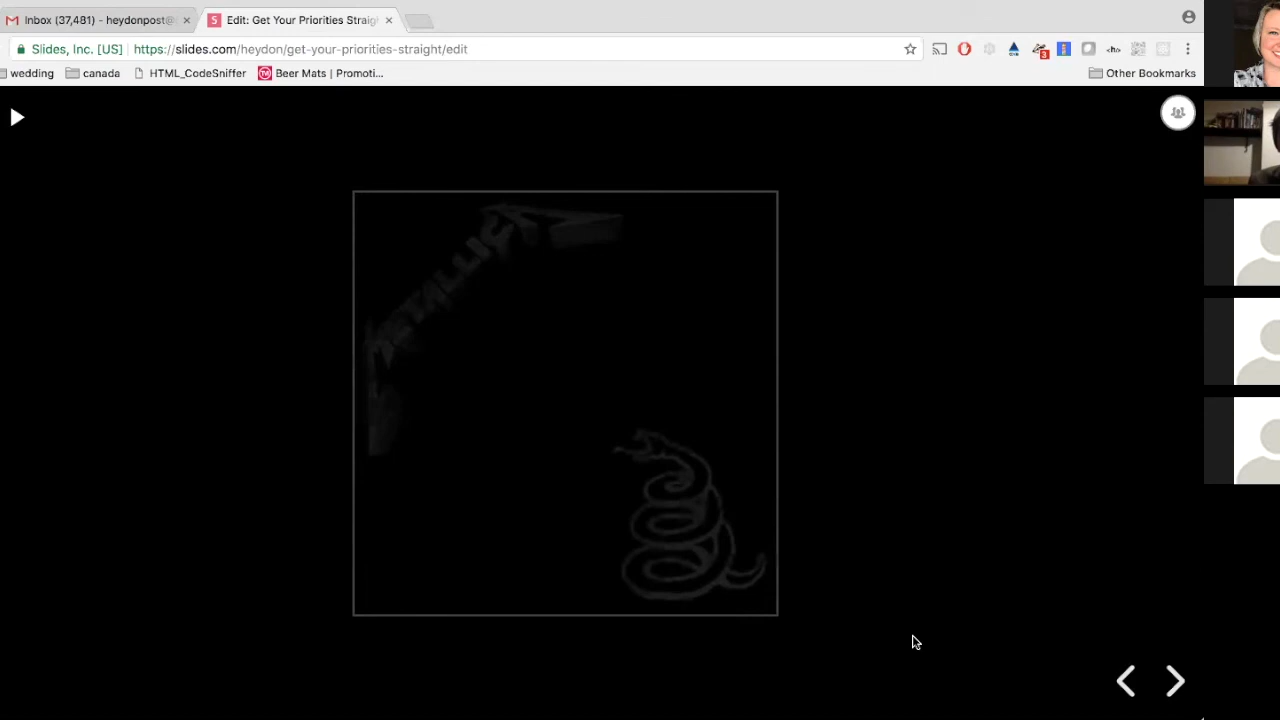 Inbox (37,481) - heydonpost@
Edit: Get Your Priorities Straigh
Slides, Inc. [US]
https://slides.com/heydon/get-your-priorities-straight/edit
wedding
canada
HTML_CodeSniffer
Beer Mats | Promoti...
Other Bookmarks
METALLICA